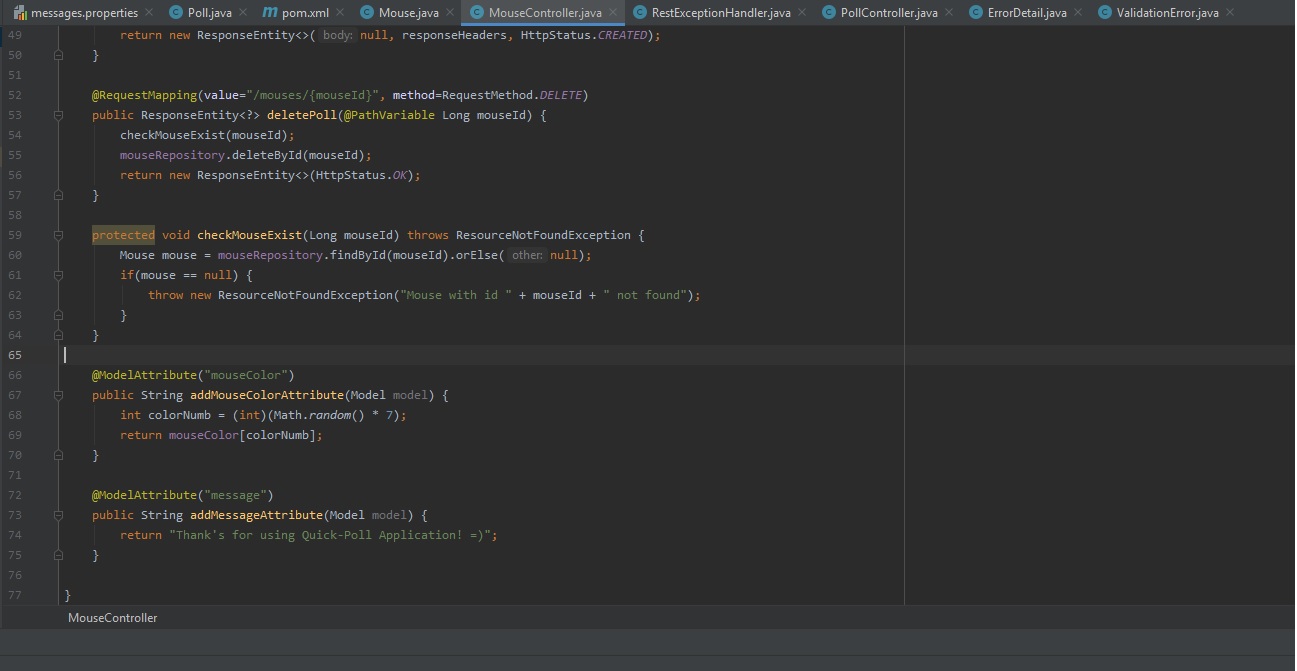 messages.properties Poll.java pom.xml Mouse.java MouseController.java RestExceptionHandler.java PollController.java ErrorDetail.java ValidationError.java
49 return new ResponseEntity<>( body: null, responseHeaders, HttpStatus.CREATED);
50 }
51
52 @RequestMapping(value="/mouses/{mouseId}", method=RequestMethod.DELETE)
53 public ResponseEntity<?> deletePoll(@PathVariable Long mouseId) {
54 checkMouseExist(mouseId);
55 mouseRepository.deleteById(mouseId);
56 return new ResponseEntity<>(HttpStatus.OK);
57 }
58
59 protected void checkMouseExist(Long mouseId) throws ResourceNotFoundException {
60 Mouse mouse = mouseRepository.findById(mouseId).orElse( other: null);
61 if(mouse == null) {
62 throw new ResourceNotFoundException("Mouse with id " + mouseId + " not found");
63 }
64 }
65
66 @ModelAttribute("mouseColor")
67 public String addMouseColorAttribute(Model model) {
68 int colorNumb = (int)(Math.random() * 7);
69 return mouseColor[colorNumb];
70 }
71
72 @ModelAttribute("message")
73 public String addMessageAttribute(Model model) {
74 return "Thank's for using Quick-Poll Application! =)";
75 }
76
77 }
MouseController